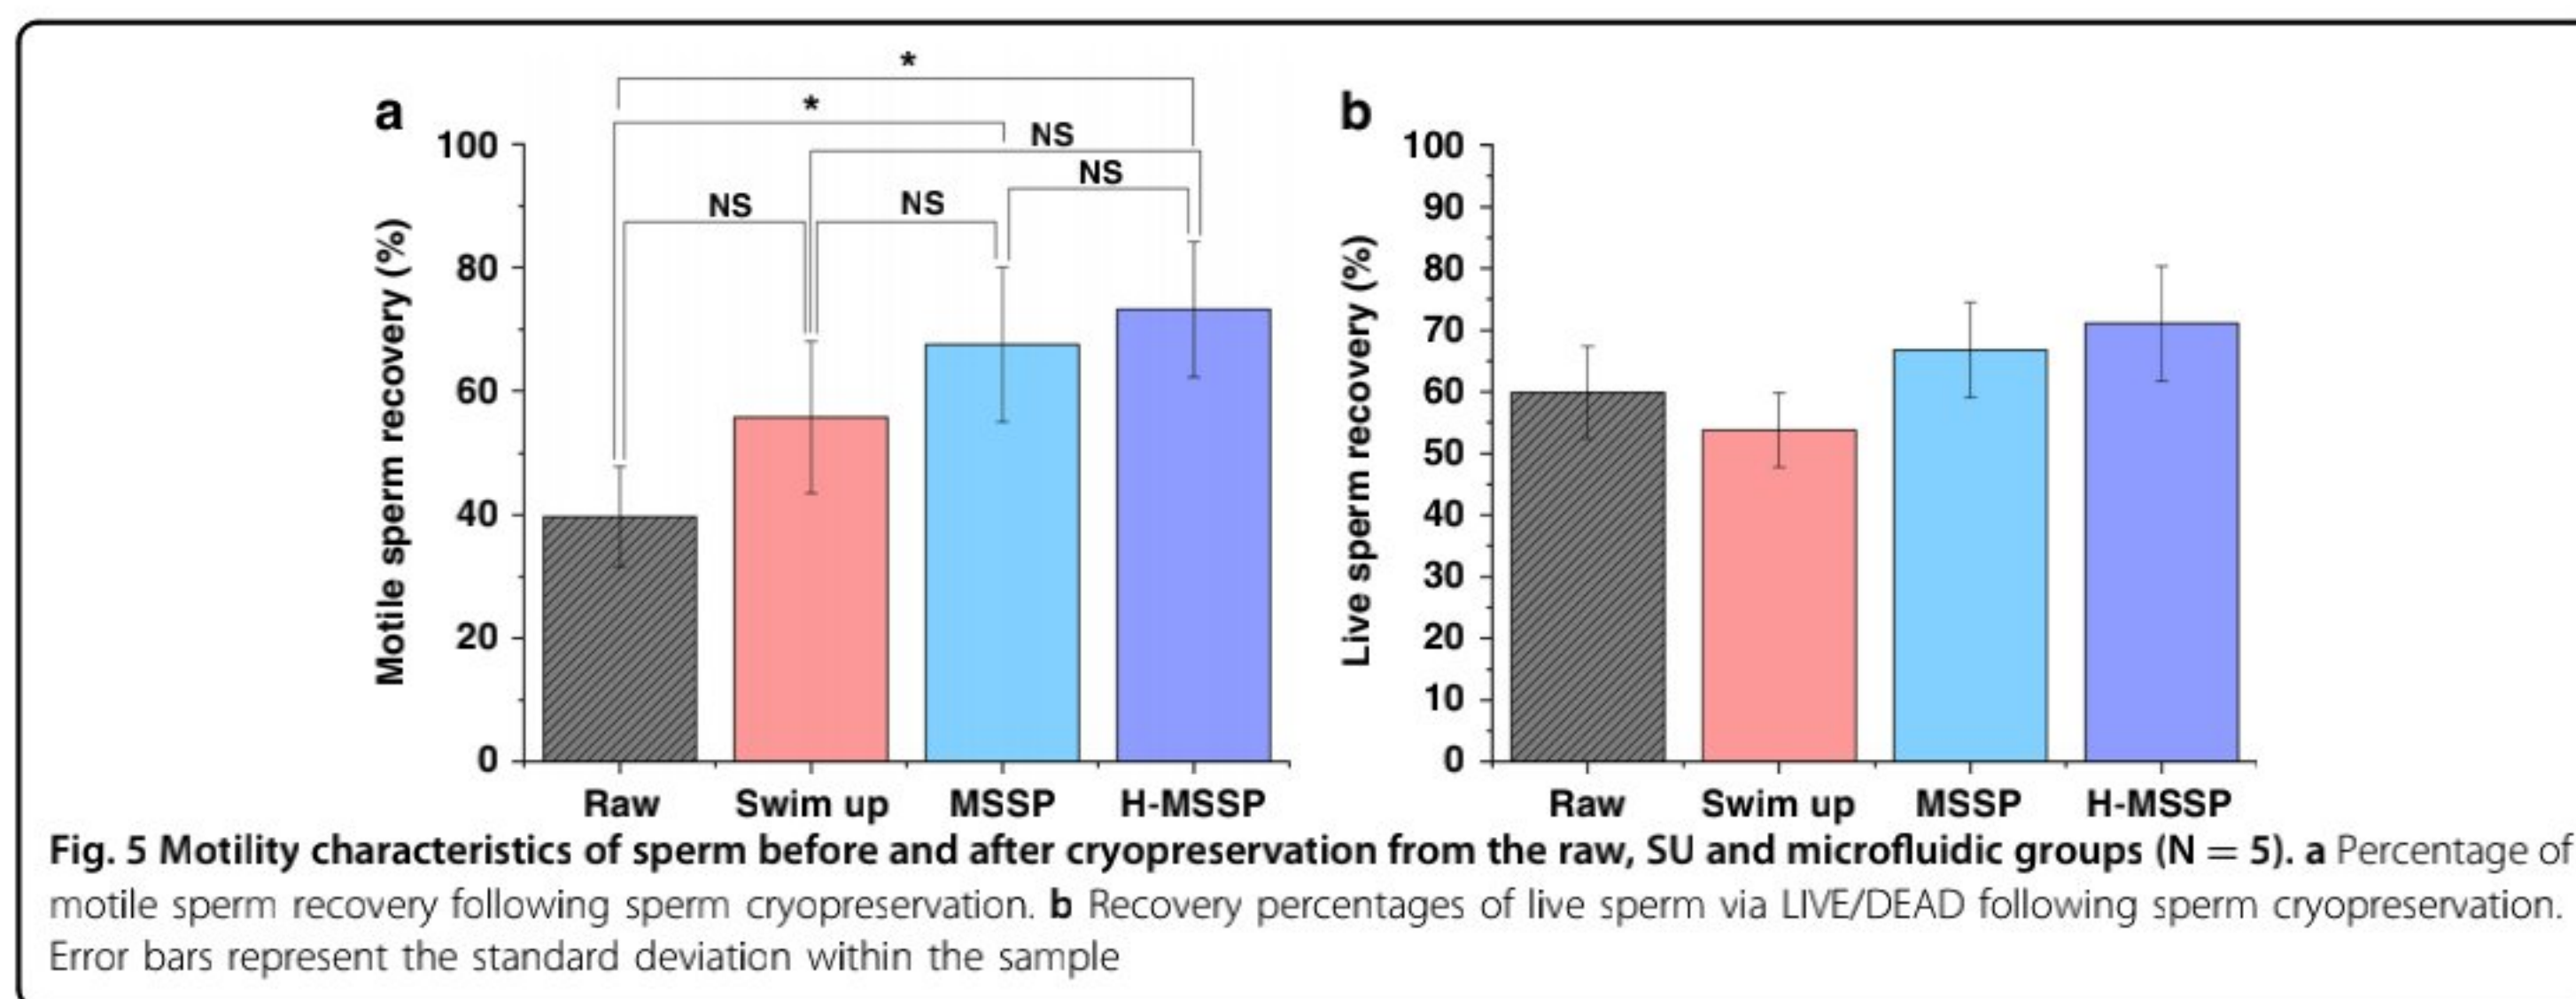 a
*
*
NS
NS
NS
NS
100
80
60
40
20
0
Motile sperm recovery (%)
Raw Swim up MSSP H-MSSP
b
100
90
80
70
60
50
40
30
20
10
0
Live sperm recovery (%)
Raw Swim up MSSP H-MSSP
Fig. 5 Motility characteristics of sperm before and after cryopreservation from the raw, SU and microfluidic groups (N = 5). a Percentage of
motile sperm recovery following sperm cryopreservation. b Recovery percentages of live sperm via LIVE/DEAD following sperm cryopreservation.
Error bars represent the standard deviation within the sample